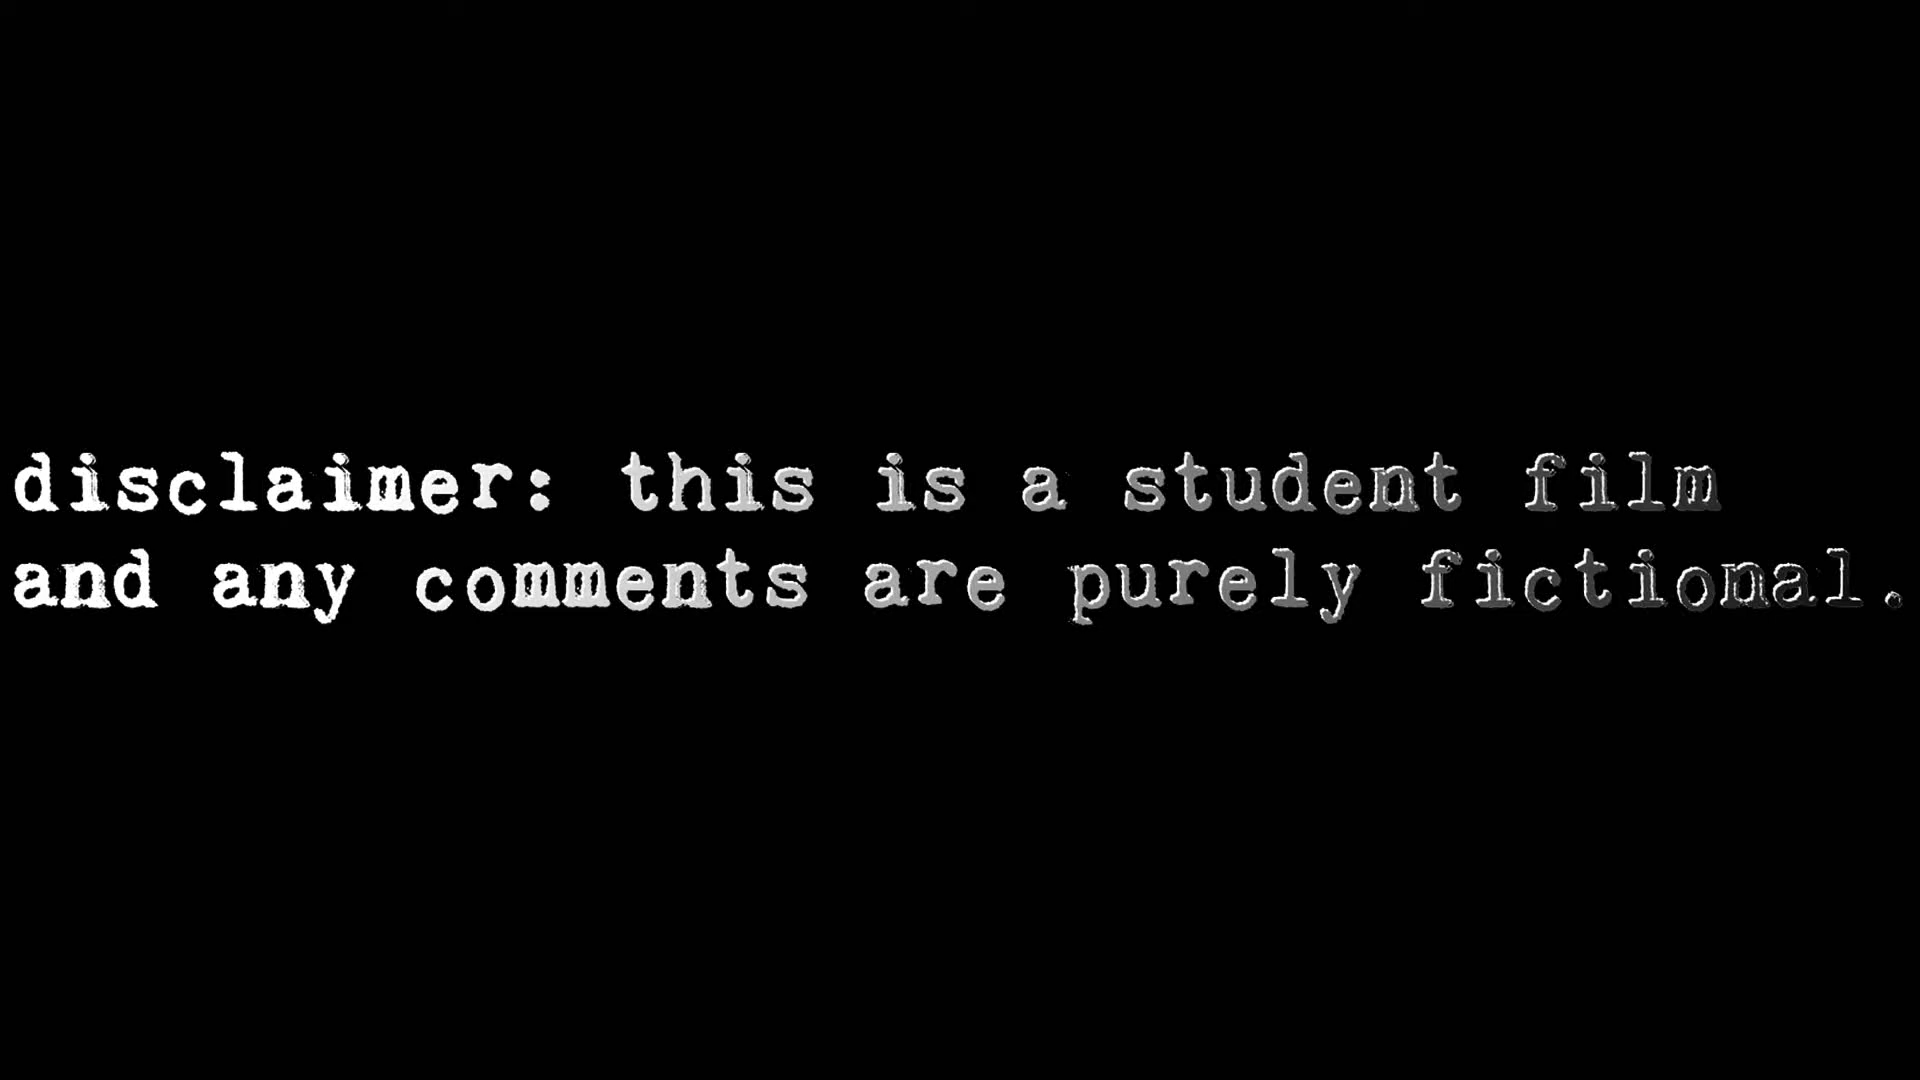 disclaimer: this is a student film
and any comments are purely fictional.